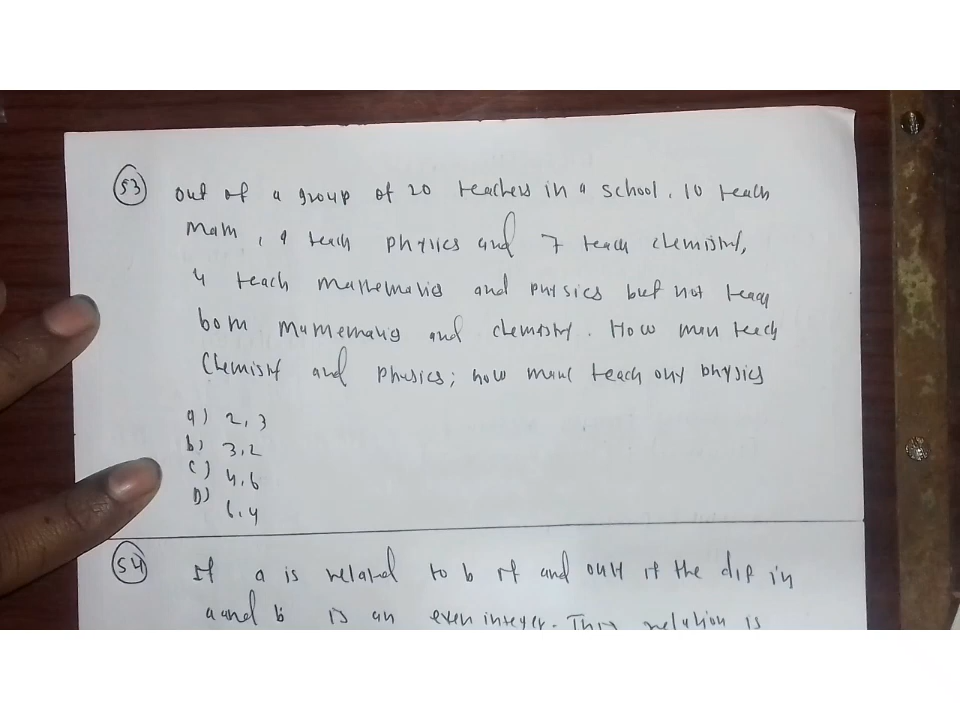 53 out of a group of 20 teachers in a school, 10 teach
Math, 9 teach physics and 7 teach chemistry,
4 teach mathematics and physics but not teach
both mathematics and chemistry. How man teach
Chemistry and physics; how many teach only physics
a) 2, 3
b) 3, 2
c) 4, 6
D) 6, 4
54 If a is related to b if and only if the dif in
a and b is an even integer. This relation is